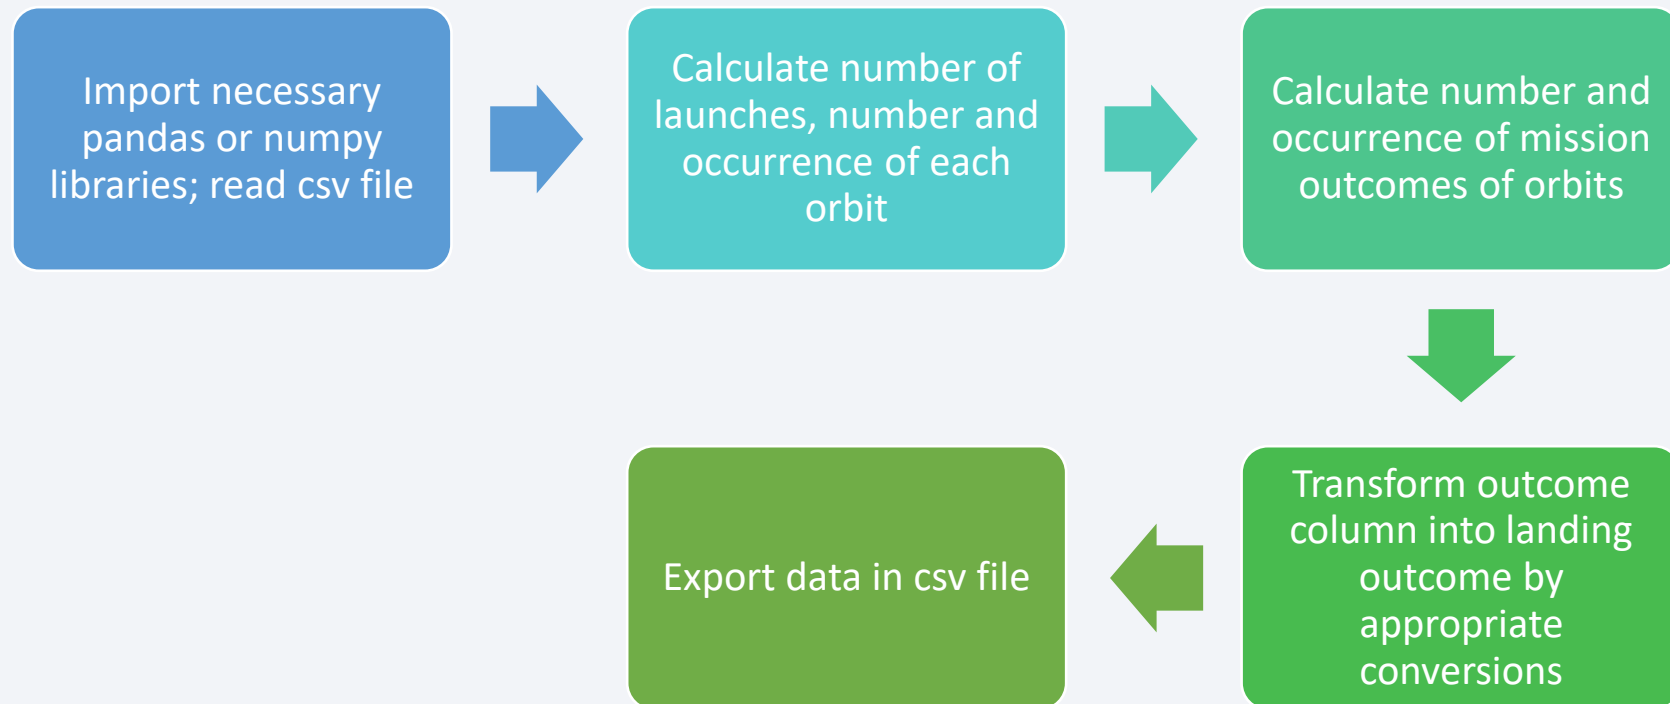 Import necessary
pandas or numpy
libraries; read csv file
Calculate number of
launches, number and
occurrence of each
orbit
Calculate number and
occurrence of mission
outcomes of orbits
Transform outcome
column into landing
outcome by
appropriate
conversions
Export data in csv file